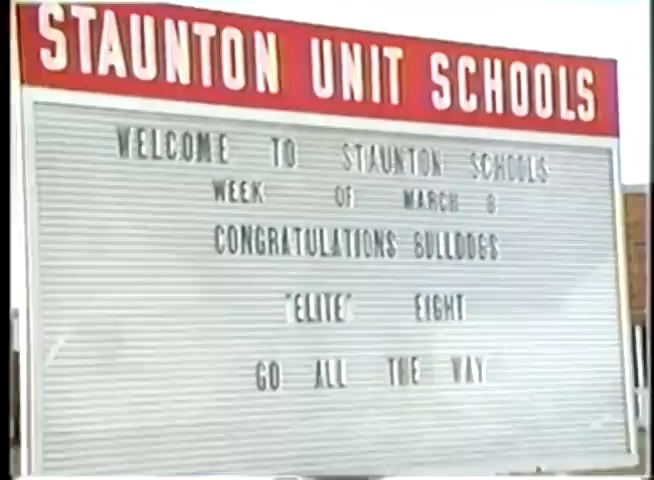 STAUNTON UNIT SCHOOLS
WELCOME TO STAUNTON SCHOOLS
WEEK OF MARCH 8
CONGRATULATIONS BULLDOGS
"ELITE" EIGHT
GO ALL THE WAY